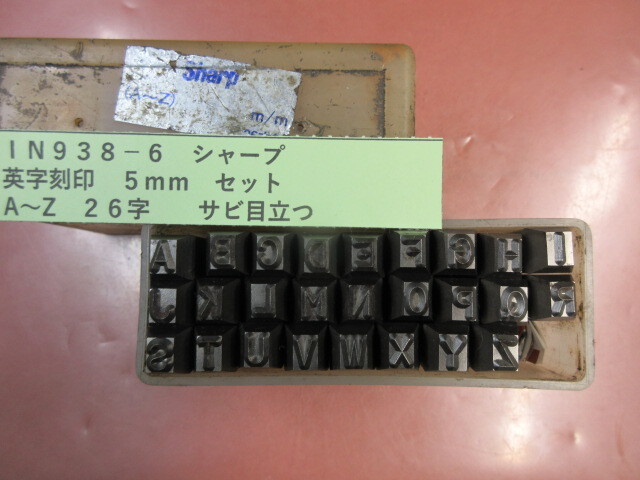 Sharp
(A〜Z)
m/m
IN938-6 シャープ
英字刻印 5mm セット
A〜Z 26字 サビ目立つ
A B C D E F G H I
J K L M N O P Q R
S T U V W X Y Z